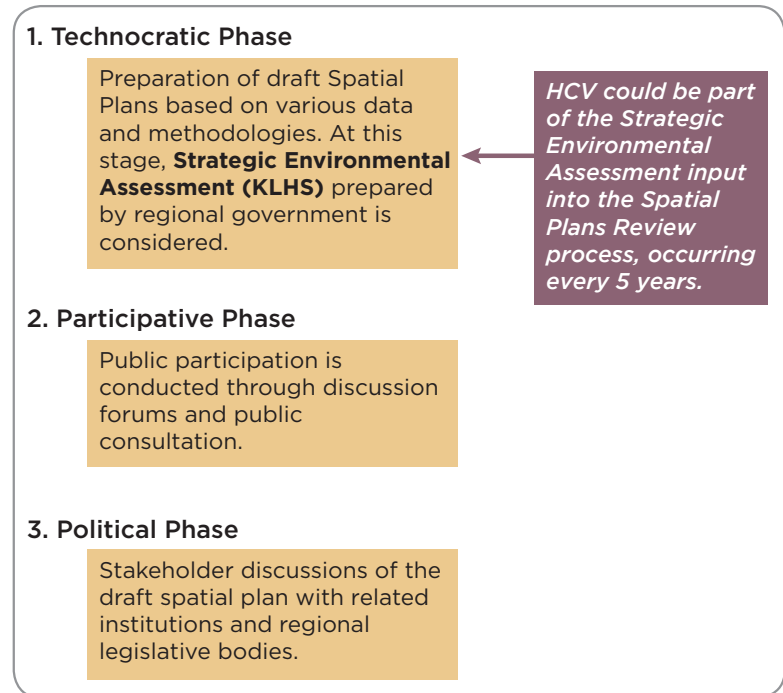 1. Technocratic Phase
Preparation of draft Spatial
Plans based on various data
and methodologies. At this
stage, Strategic Environmental
Assessment (KLHS) prepared
by regional government is
considered.
HCV could be part
of the Strategic
Environmental
Assessment input
into the Spatial
Plans Review
process, occurring
every 5 years.
2. Participative Phase
Public participation is
conducted through discussion
forums and public
consultation.
3. Political Phase
Stakeholder discussions of the
draft spatial plan with related
institutions and regional
legislative bodies.